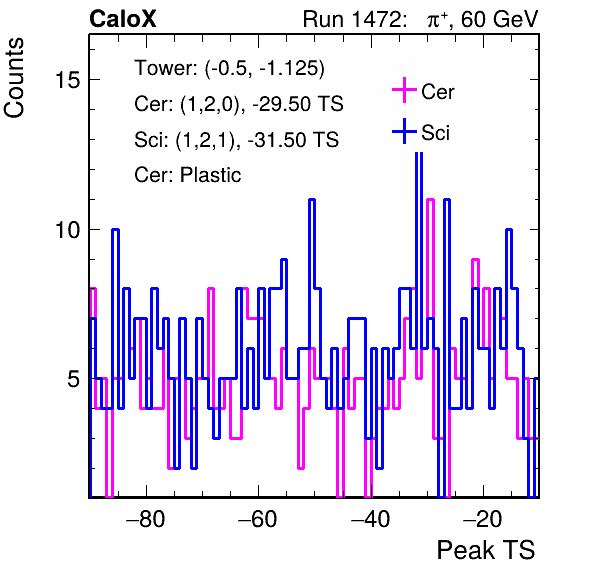 CaloX Run 1472: π+, 60 GeV
Counts
15
10
5
Tower: (-0.5, -1.125)
Cer: (1,2,0), -29.50 TS
Sci: (1,2,1), -31.50 TS
Cer: Plastic
Cer
Sci
−80 −60 −40 −20
Peak TS